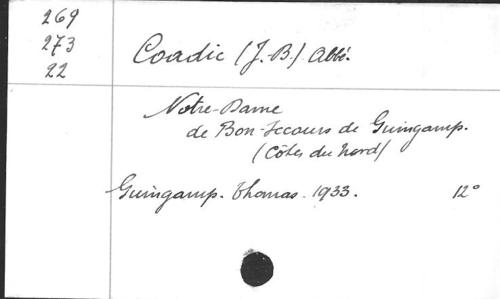 269
273
22
Coadic (J.-B.) Abbé.
Notre-Dame
de Bon-Secours de Guingamp.
(Côtes du Nord)
Guingamp. Thomas. 1933. 12°